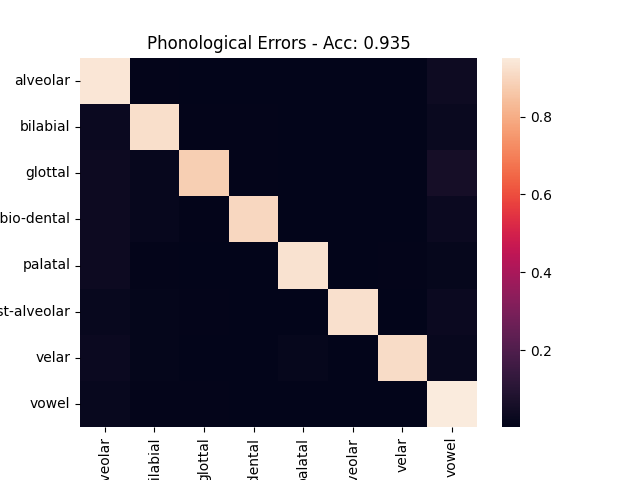 Phonological Errors - Acc: 0.935
alveolar
bilabial
glottal
bio-dental
palatal
st-alveolar
velar
vowel
veolar
ilabial
glottal
dental
palatal
veolar
velar
vowel
0.8
0.6
0.4
0.2